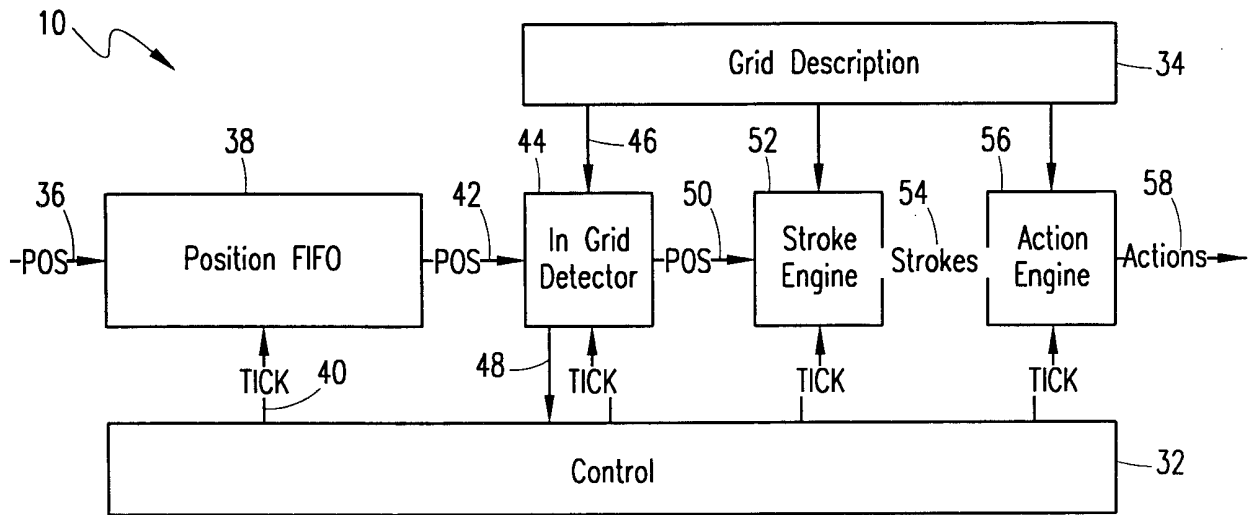 10
Grid Description
34
38
44
46
52
56
36
42
50
54
58
POS
Position FIFO
POS
In Grid
Detector
POS
Stroke
Engine
Strokes
Action
Engine
Actions
TICK
40
48
TICK
TICK
TICK
Control
32